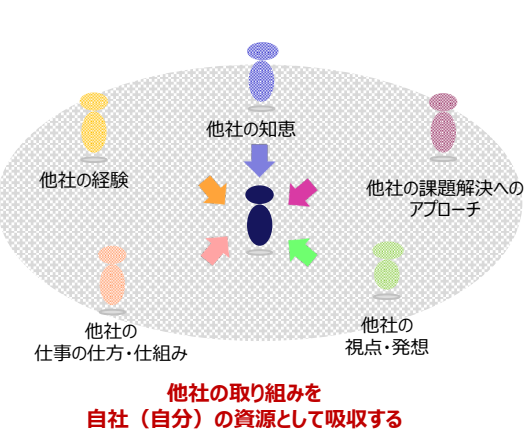 他社の知恵
他社の経験
他社の課題解決への
アプローチ
他社の
仕事の仕方・仕組み
他社の
視点・発想
他社の取り組みを
自社（自分）の資源として吸収する